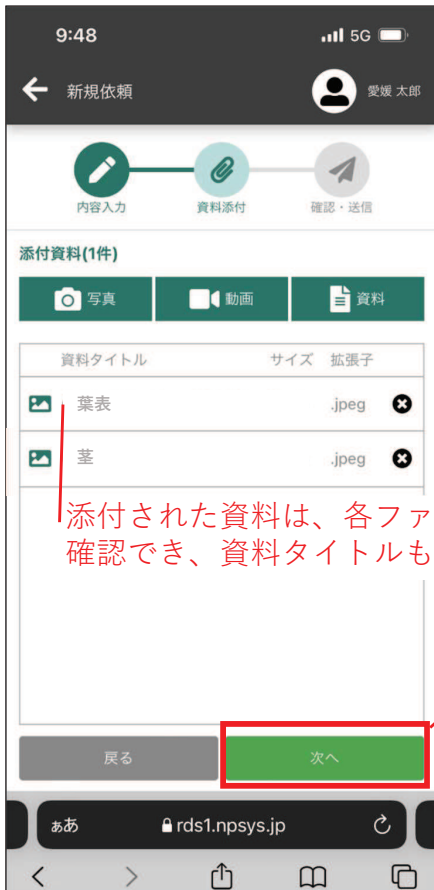 9:48
5G
新規依頼
愛媛 太郎
内容入力
資料添付
確認・送信
添付資料(1件)
写真
動画
資料
資料タイトル サイズ 拡張子
葉表 .jpeg
茎 .jpeg
添付された資料は、各ファ
確認でき、資料タイトルも
戻る
次へ
ぁあ rds1.npsys.jp